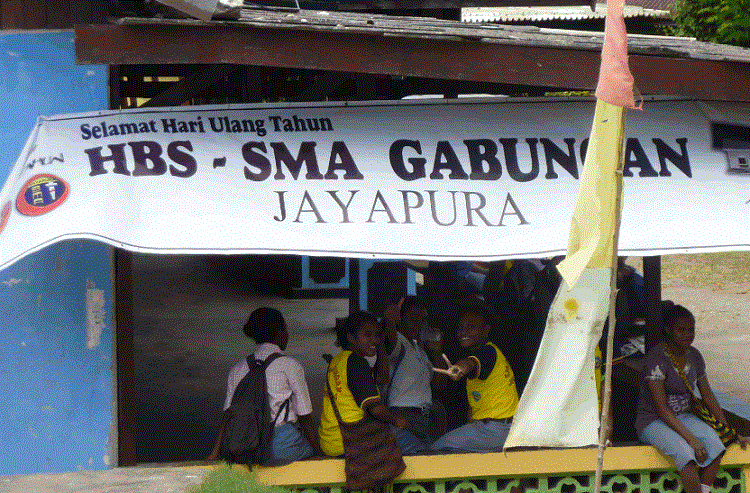 Selamat Hari Ulang Tahun
HBS - SMA GABUNGAN
JAYAPURA